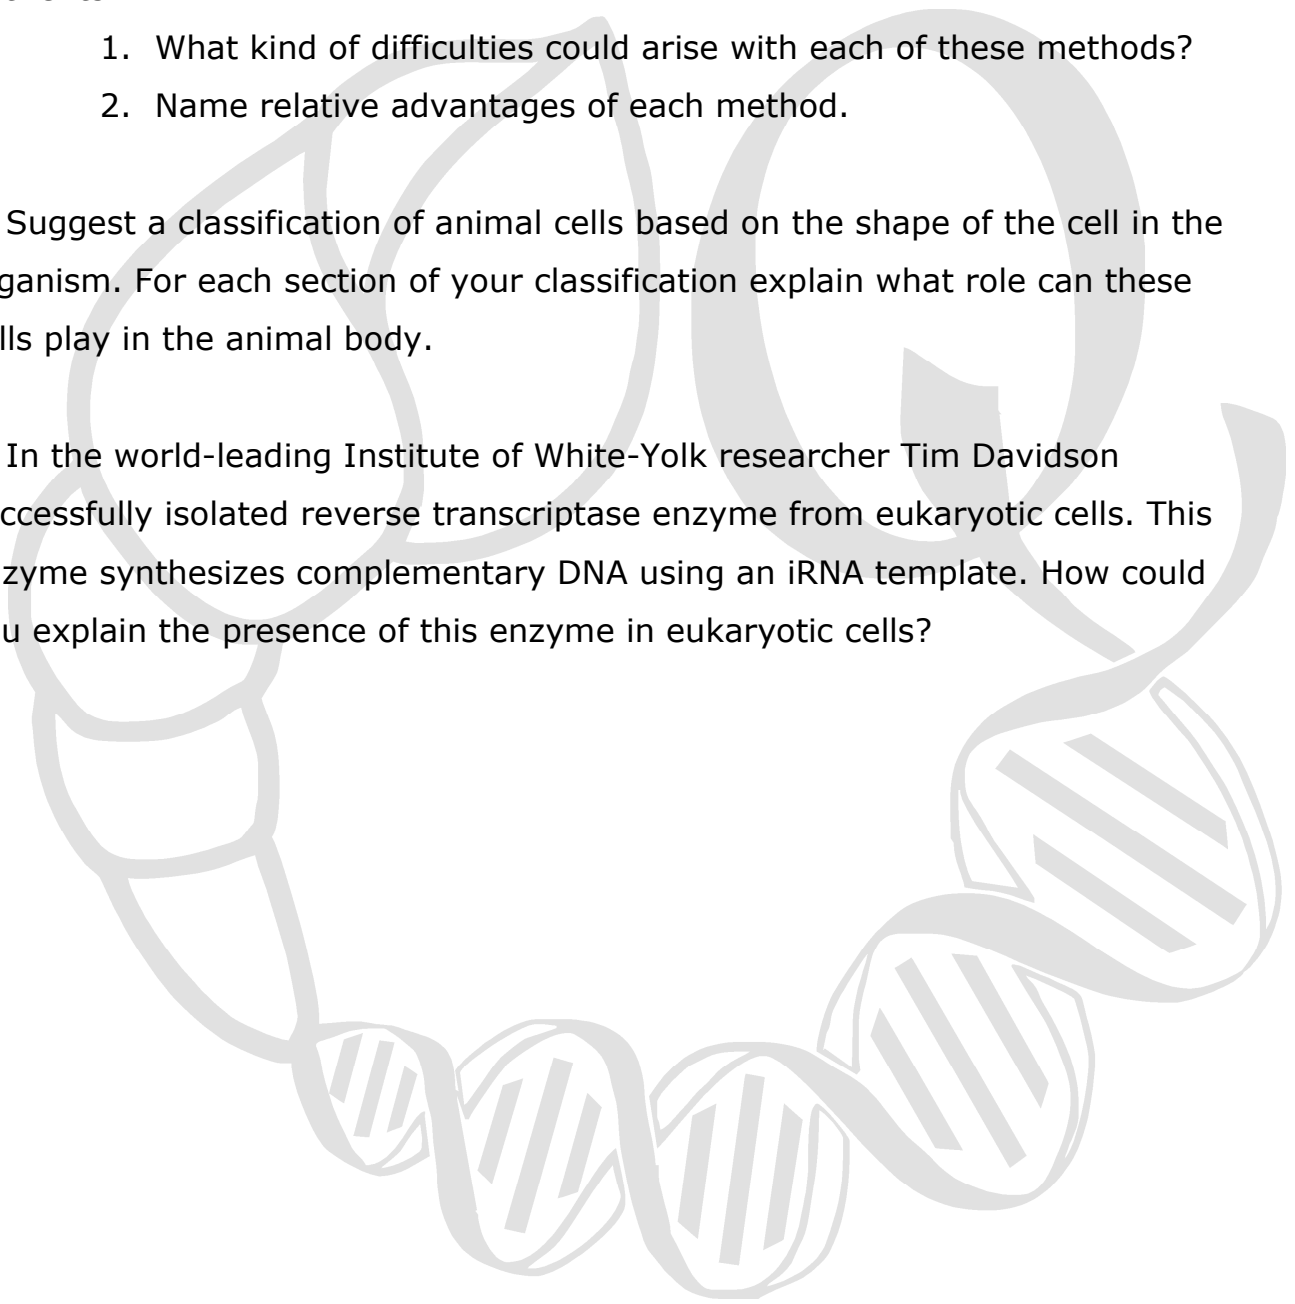 1. What kind of difficulties could arise with each of these methods?
2. Name relative advantages of each method.
Suggest a classification of animal cells based on the shape of the cell in the
ganism. For each section of your classification explain what role can these
lls play in the animal body.
In the world-leading Institute of White-Yolk researcher Tim Davidson
ccessfully isolated reverse transcriptase enzyme from eukaryotic cells. This
zyme synthesizes complementary DNA using an iRNA template. How could
u explain the presence of this enzyme in eukaryotic cells?